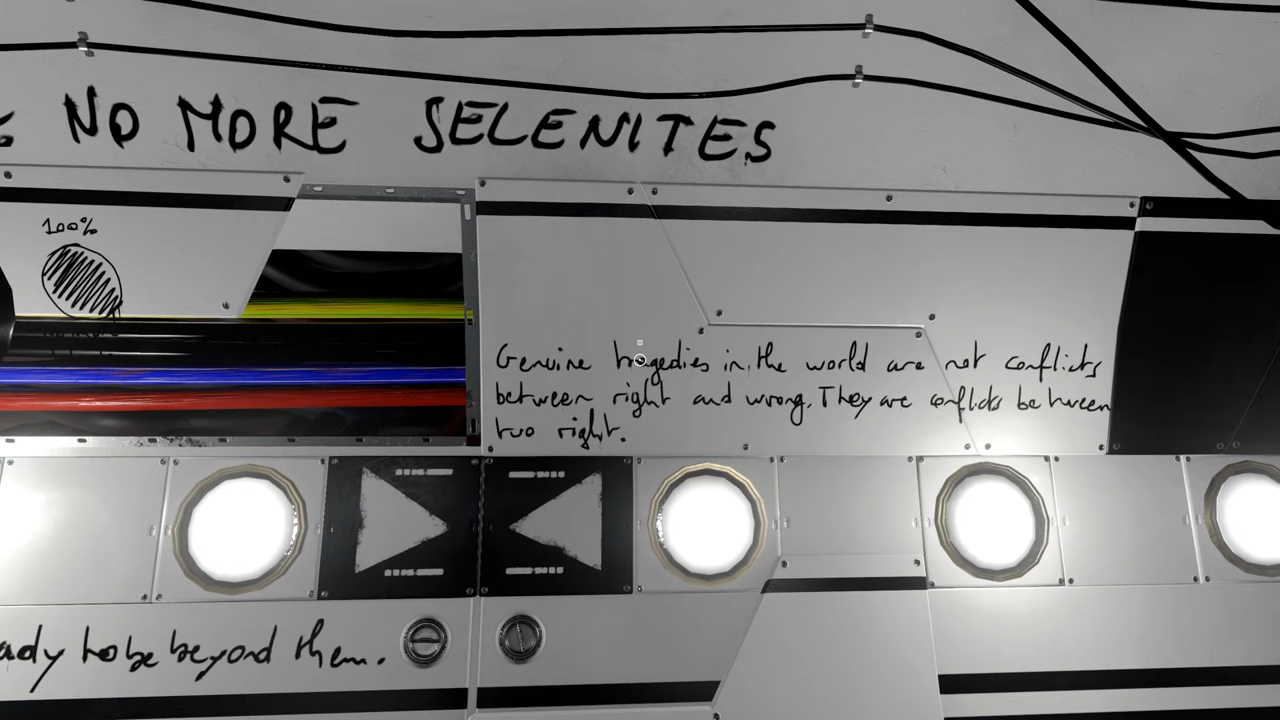 NO MORE SELENITES
100%
Genuine tragedies in the world are not conflicts
between right and wrong. They are conflicts between
two right.
ady to be beyond them.